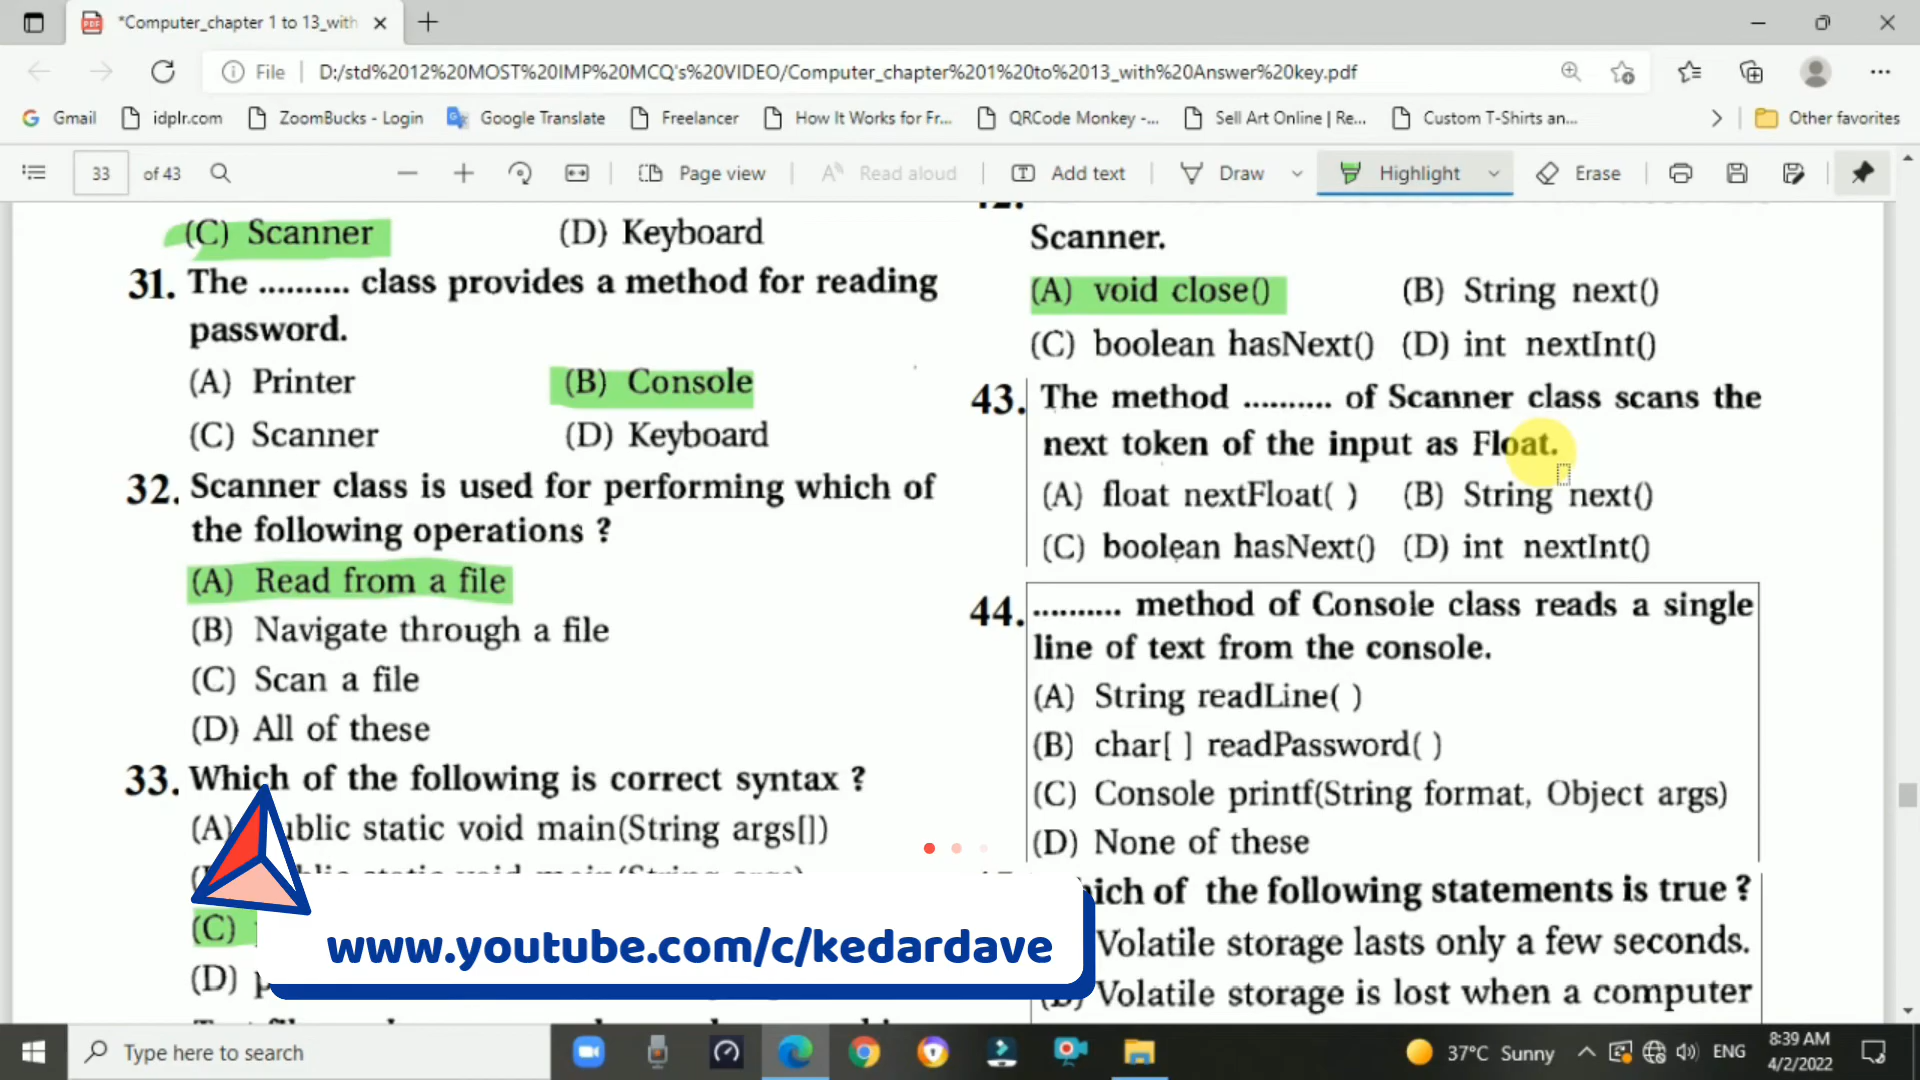 *Computer_chapter 1 to 13_with
File
D:/std%2012%20MOST%20IMP%20MCQ's%20VIDEO/Computer_chapter%201%20to%2013_with%20Answer%20key.pdf
Gmail
idplr.com
ZoomBucks - Login
Google Translate
Freelancer
How It Works for Fr...
QRCode Monkey -...
Sell Art Online | Re...
Custom T-Shirts an...
Other favorites
33 of 43
Page view
Read aloud
Add text
Draw
Highlight
Erase
(C) Scanner (D) Keyboard
31. The .......... class provides a method for reading
password.
(A) Printer (B) Console
(C) Scanner (D) Keyboard
32. Scanner class is used for performing which of
the following operations ?
(A) Read from a file
(B) Navigate through a file
(C) Scan a file
(D) All of these
33. Which of the following is correct syntax ?
(A) public static void main(String args[])
(C)
(D)
Scanner.
(A) void close() (B) String next()
(C) boolean hasNext() (D) int nextInt()
43. The method .......... of Scanner class scans the
next token of the input as Float.
(A) float nextFloat( ) (B) String next()
(C) boolean hasNext() (D) int nextInt()
44. .......... method of Console class reads a single
line of text from the console.
(A) String readLine( )
(B) char[ ] readPassword( )
(C) Console printf(String format, Object args)
(D) None of these
of the following statements is true ?
Volatile storage lasts only a few seconds.
Volatile storage is lost when a computer
www.youtube.com/c/kedardave
Type here to search
37°C Sunny
ENG
8:39 AM
4/2/2022